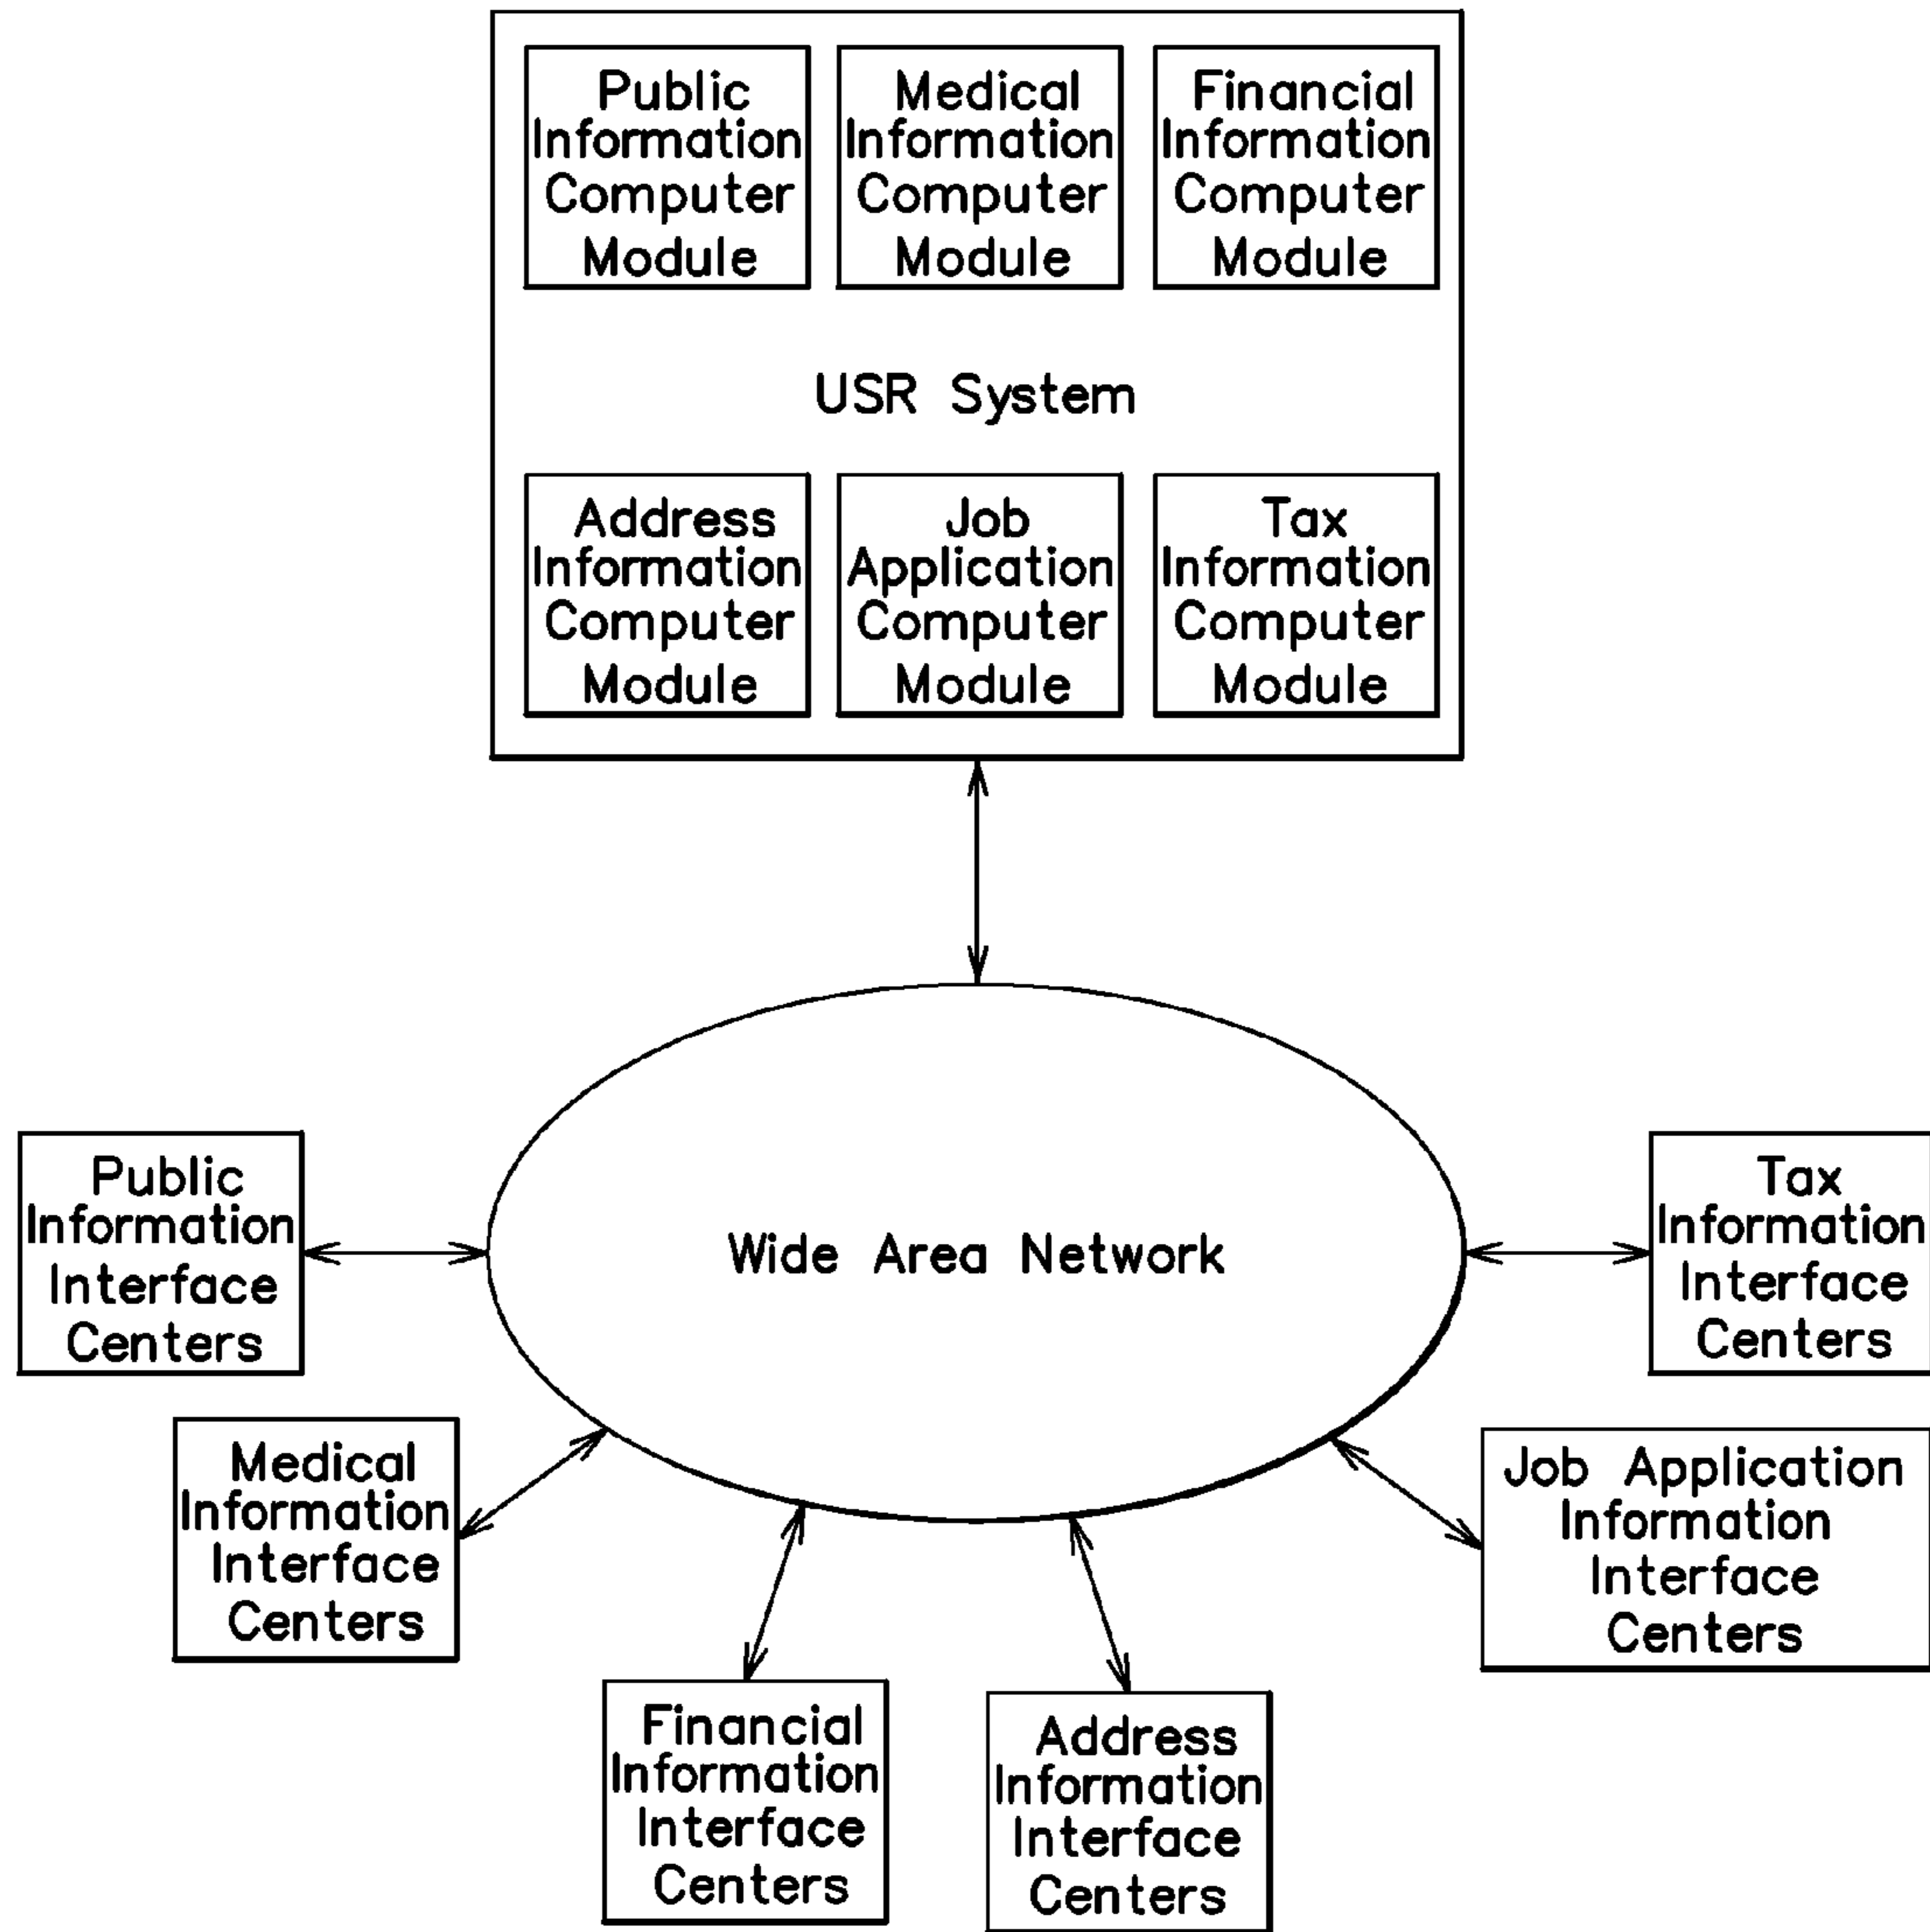 Public
Information
Computer
Module
Medical
Information
Computer
Module
Financial
Information
Computer
Module
USR System
Address
Information
Computer
Module
Job
Application
Computer
Module
Tax
Information
Computer
Module
Wide Area Network
Public
Information
Interface
Centers
Tax
Information
Interface
Centers
Medical
Information
Interface
Centers
Job Application
Information
Interface
Centers
Financial
Information
Interface
Centers
Address
Information
Interface
Centers